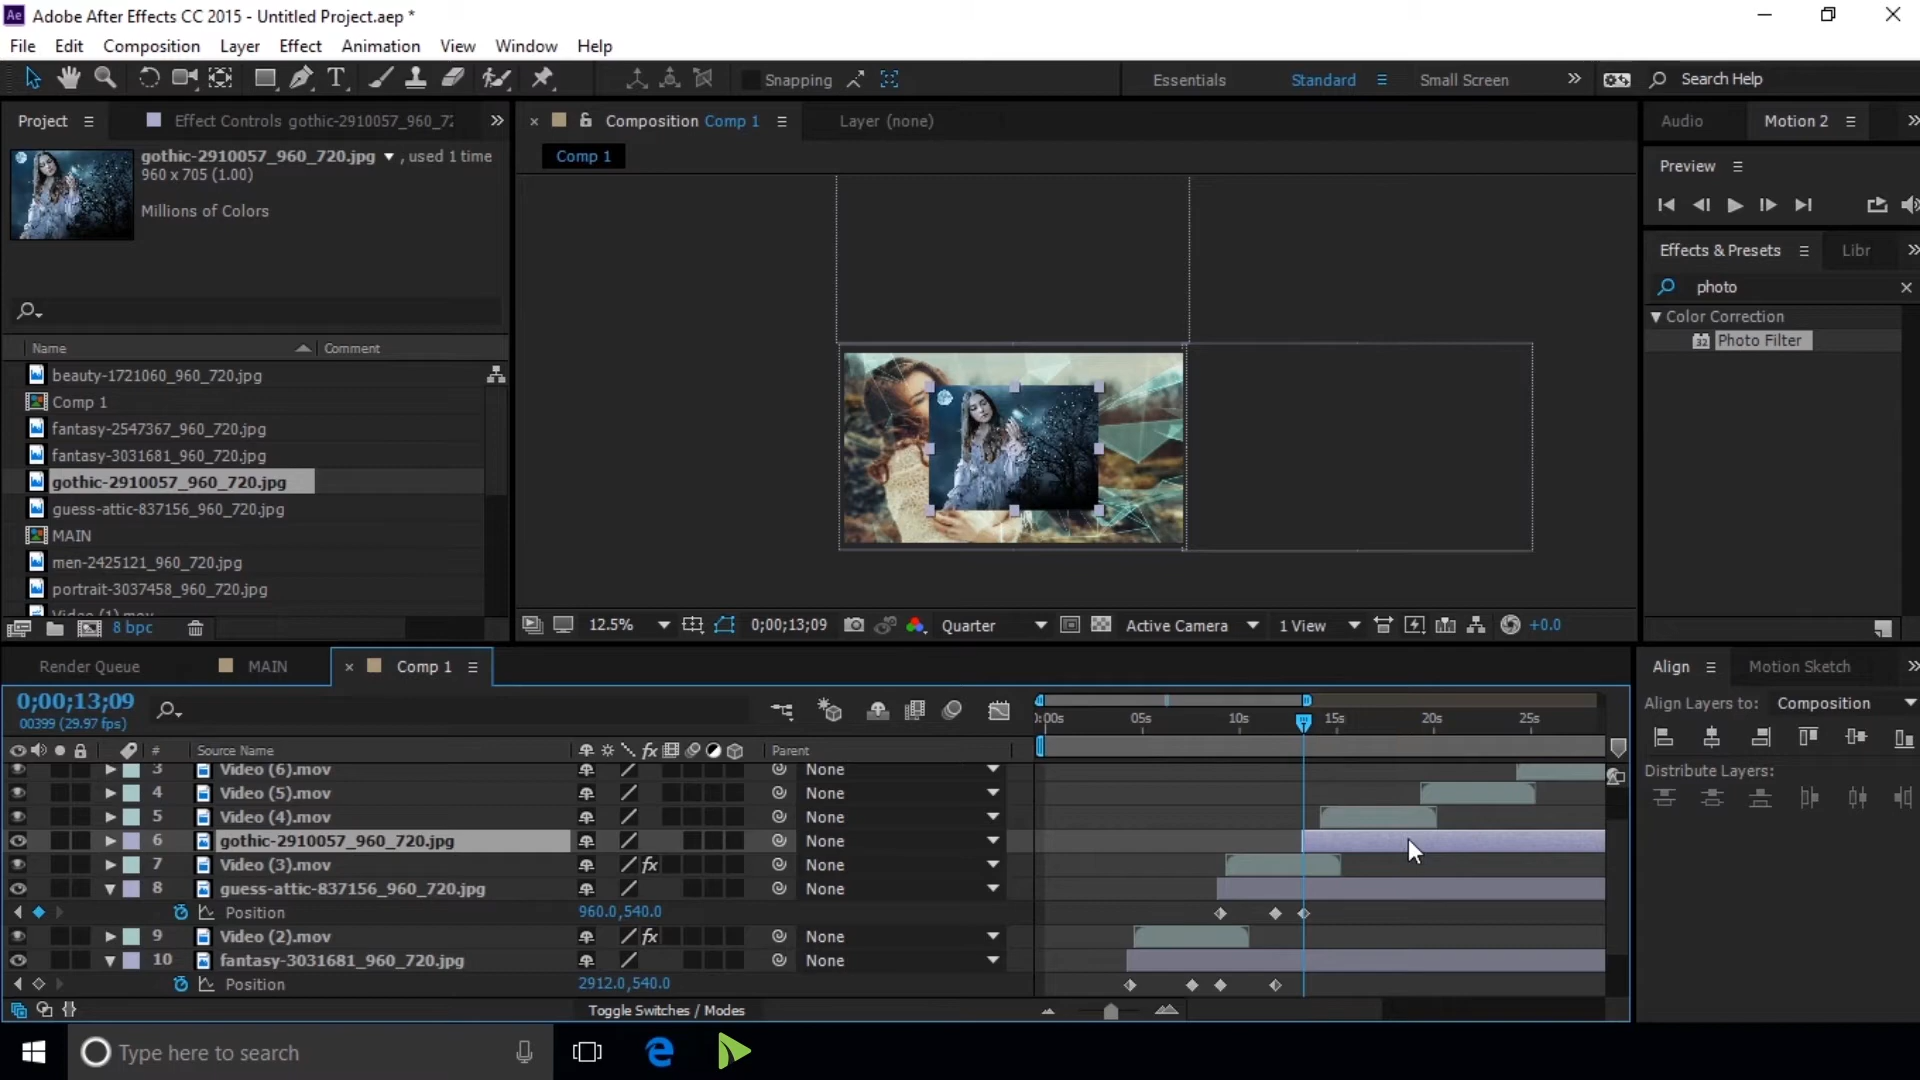 Ae Adobe After Effects CC 2015 - Untitled Project.aep *
File Edit Composition Layer Effect Animation View Window Help
Snapping Essentials Standard Small Screen Search Help
Project Effect Controls gothic-2910057_960_72
Composition Comp 1 Layer (none)
Audio Motion 2
gothic-2910057_960_720.jpg , used 1 time
960 x 705 (1.00)
Millions of Colors
Comp 1
Preview
Effects & Presets Libr
photo
Color Correction
32 Photo Filter
Name Comment
beauty-1721060_960_720.jpg
Comp 1
fantasy-2547367_960_720.jpg
fantasy-3031681_960_720.jpg
gothic-2910057_960_720.jpg
guess-attic-837156_960_720.jpg
MAIN
men-2425121_960_720.jpg
portrait-3037458_960_720.jpg
Video (1).mov
8 bpc
12.5% 0;00;13;09 Quarter Active Camera 1 View +0.0
Render Queue MAIN Comp 1
Align Motion Sketch
0;00;13;09
00399 (29.97 fps)
):00s 05s 10s 15s 20s 25s
Align Layers to: Composition
Distribute Layers:
# Source Name fx Parent
3 Video (6).mov None
4 Video (5).mov None
5 Video (4).mov None
6 gothic-2910057_960_720.jpg None
7 Video (3).mov fx None
8 guess-attic-837156_960_720.jpg None
Position 960.0,540.0
9 Video (2).mov fx None
10 fantasy-3031681_960_720.jpg None
Position 2912.0,540.0
Toggle Switches / Modes
Type here to search